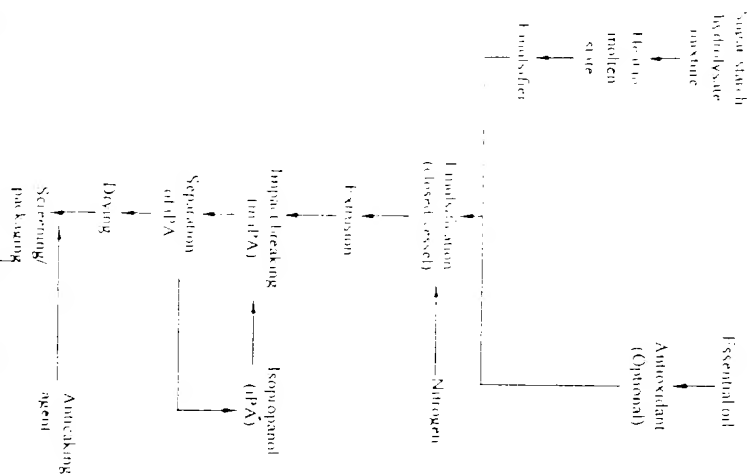 Sugar starch
hydrolysate
mixture
Heat to
molten
state
Emulsifier
Essential oil
Antioxidant
(Optional)
Emulsification
(closed vessel)
Nitrogen
Extrusion
Impact breaking
(in iPA)
Isopropanol
(iPA)
Separation
of iPA
Drying
Screening/
packaging
Anticaking
agent